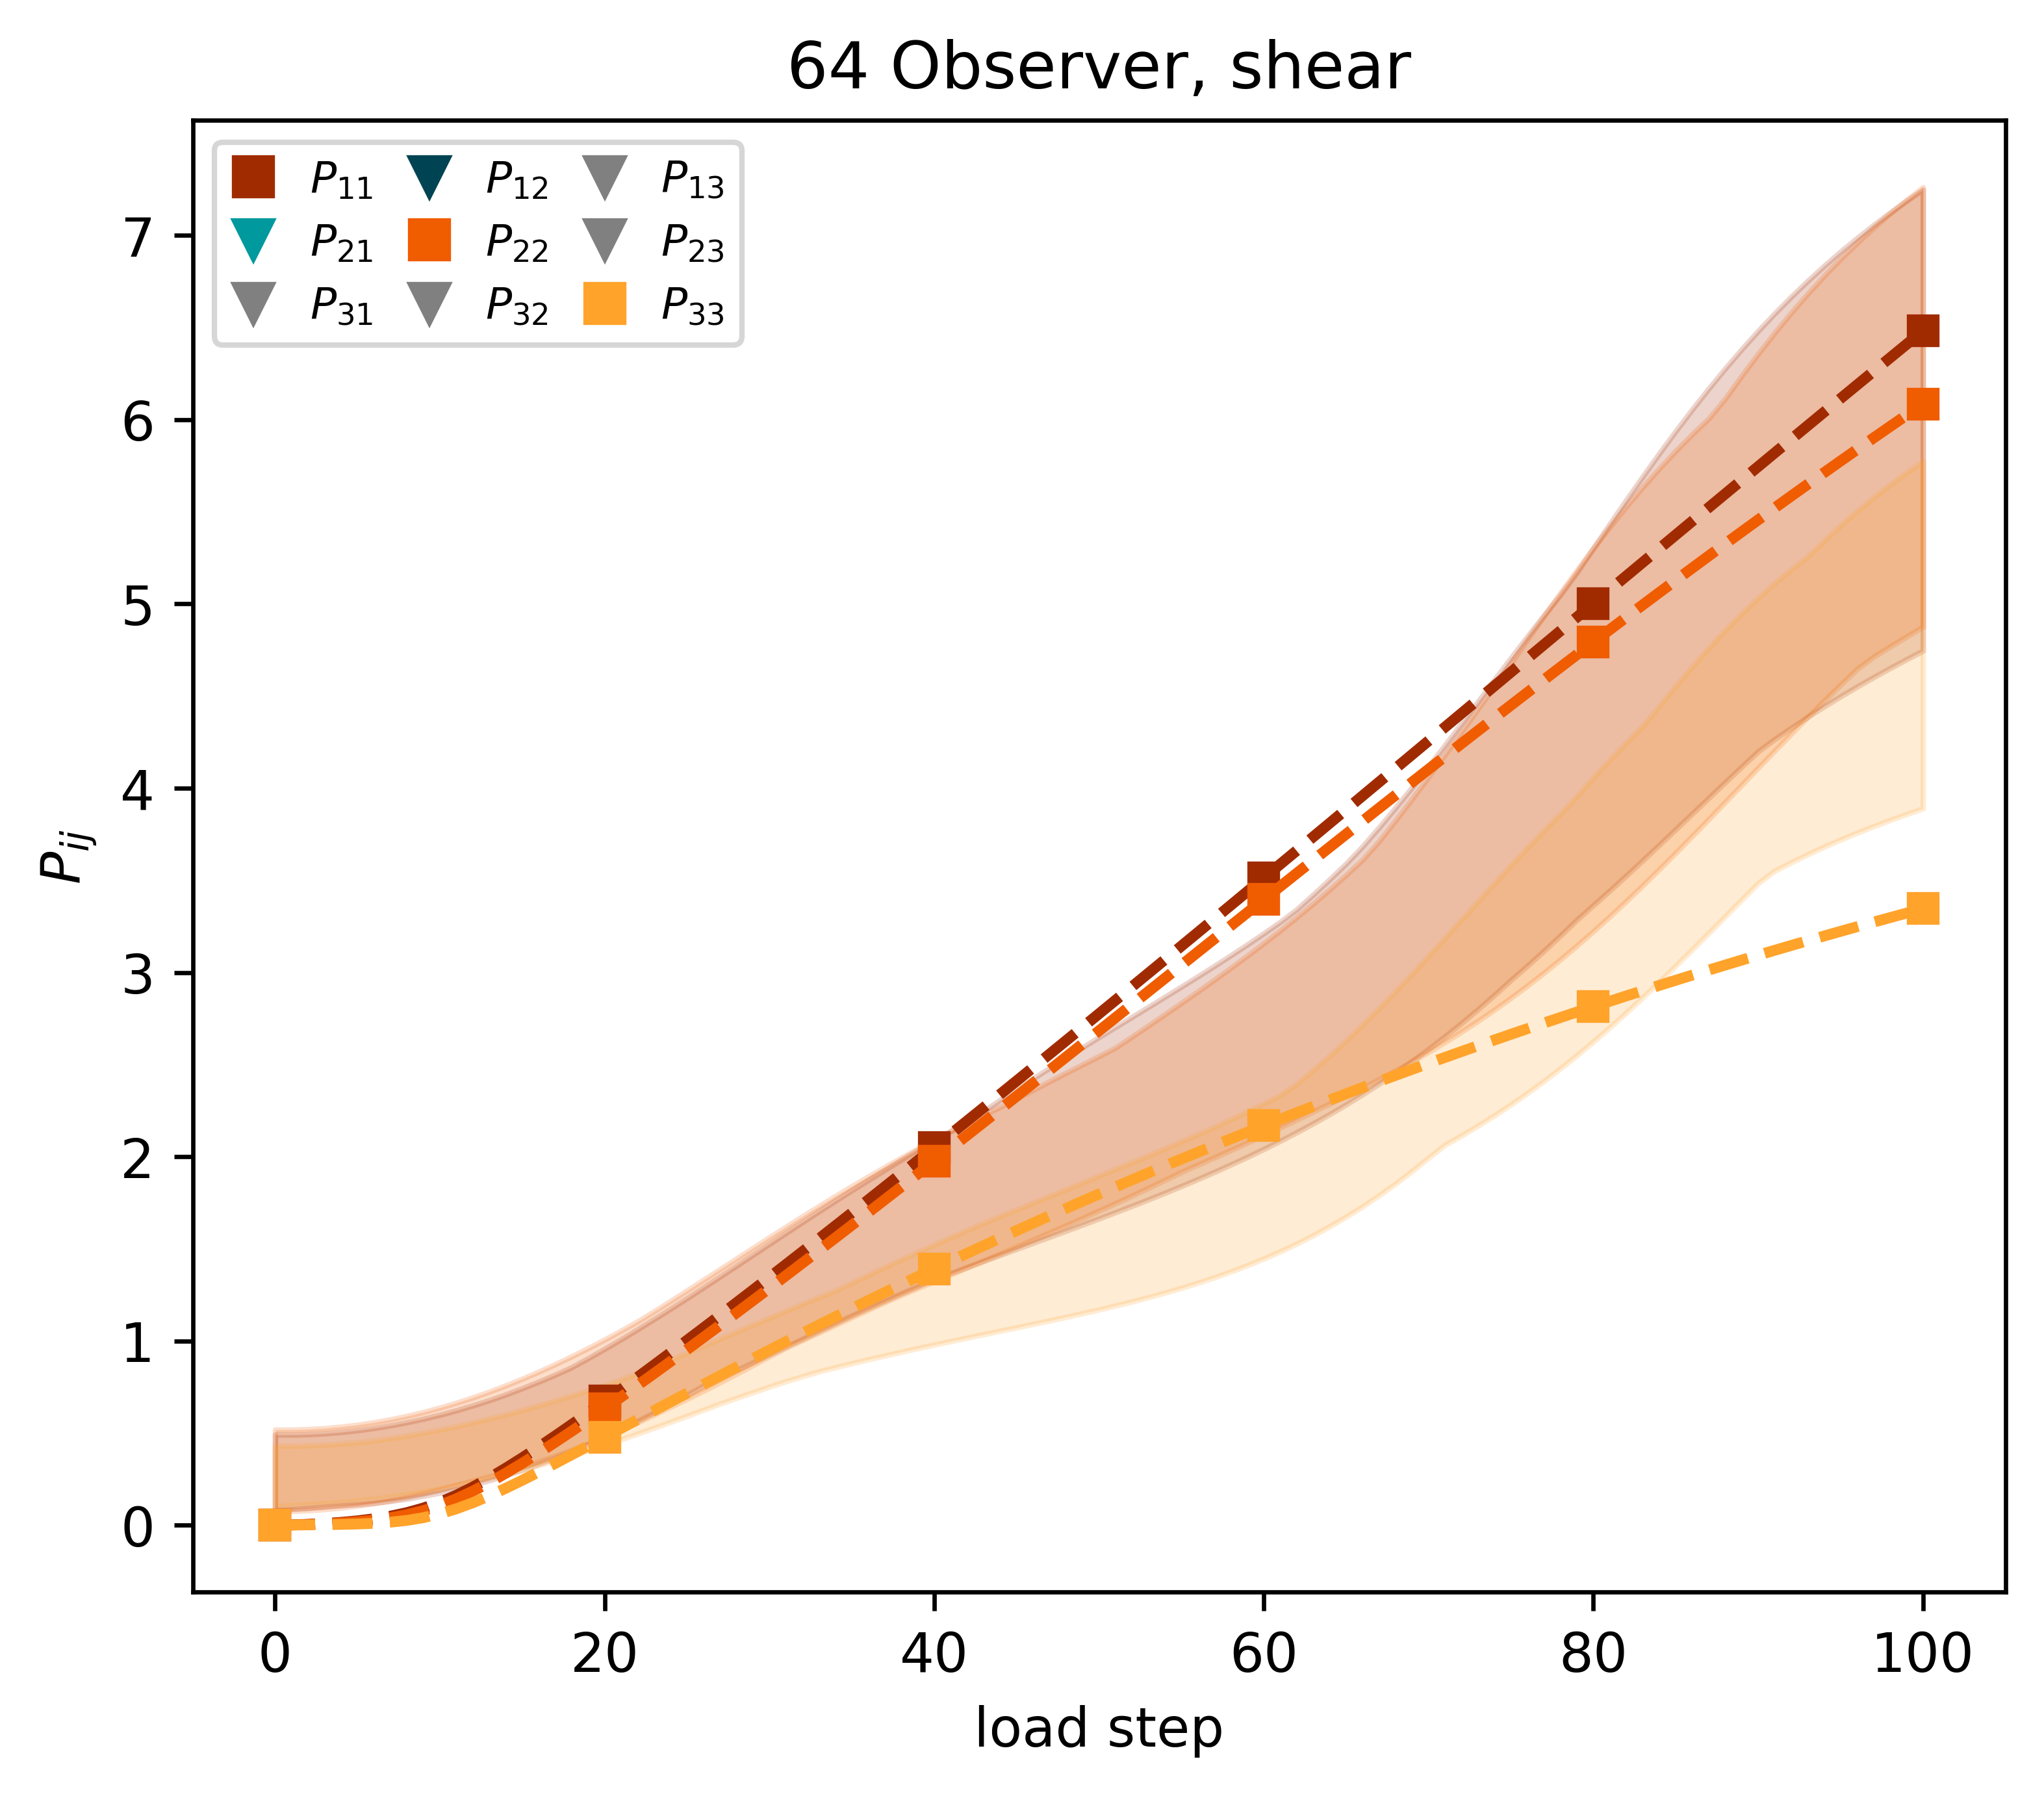 64 Observer, shear
P₁₁ P₁₂ P₁₃
P₂₁ P₂₂ P₂₃
P₃₁ P₃₂ P₃₃
7
6
5
4
3
2
1
0
Pᵢⱼ
0 20 40 60 80 100
load step